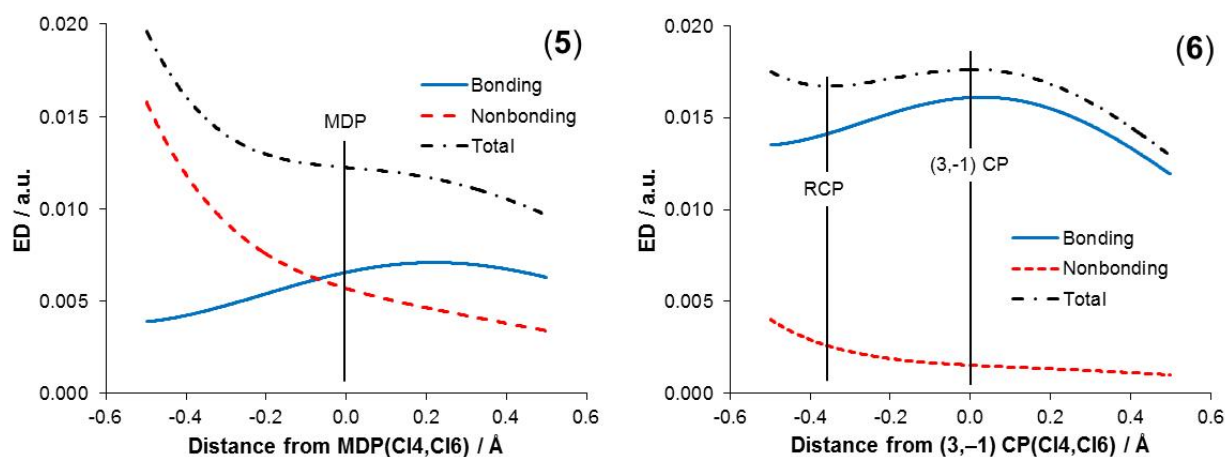 (5)
ED / a.u.
0.020
0.015
0.010
0.005
0.000
Bonding
Nonbonding
Total
MDP
-0.6 -0.4 -0.2 0.0 0.2 0.4 0.6
Distance from MDP(Cl4,Cl6) / Å
(6)
ED / a.u.
0.020
0.015
0.010
0.005
0.000
RCP
(3,-1) CP
Bonding
Nonbonding
Total
-0.6 -0.4 -0.2 0.0 0.2 0.4 0.6
Distance from (3,–1) CP(Cl4,Cl6) / Å